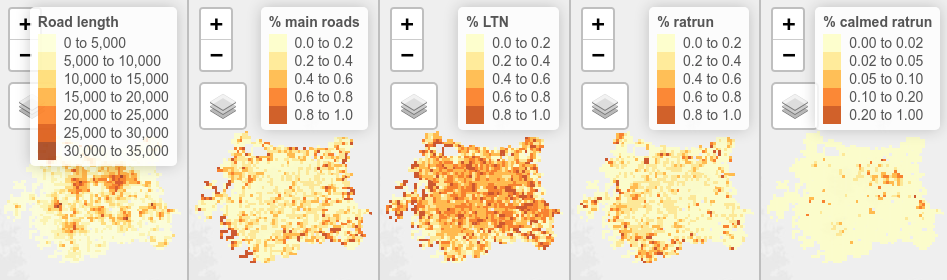 +
−
Road length
0 to 5,000
5,000 to 10,000
10,000 to 15,000
15,000 to 20,000
20,000 to 25,000
25,000 to 30,000
30,000 to 35,000
+
−
% main roads
0.0 to 0.2
0.2 to 0.4
0.4 to 0.6
0.6 to 0.8
0.8 to 1.0
+
−
% LTN
0.0 to 0.2
0.2 to 0.4
0.4 to 0.6
0.6 to 0.8
0.8 to 1.0
+
−
% ratrun
0.0 to 0.2
0.2 to 0.4
0.4 to 0.6
0.6 to 0.8
0.8 to 1.0
+
−
% calmed ratrun
0.00 to 0.02
0.02 to 0.05
0.05 to 0.10
0.10 to 0.20
0.20 to 1.00